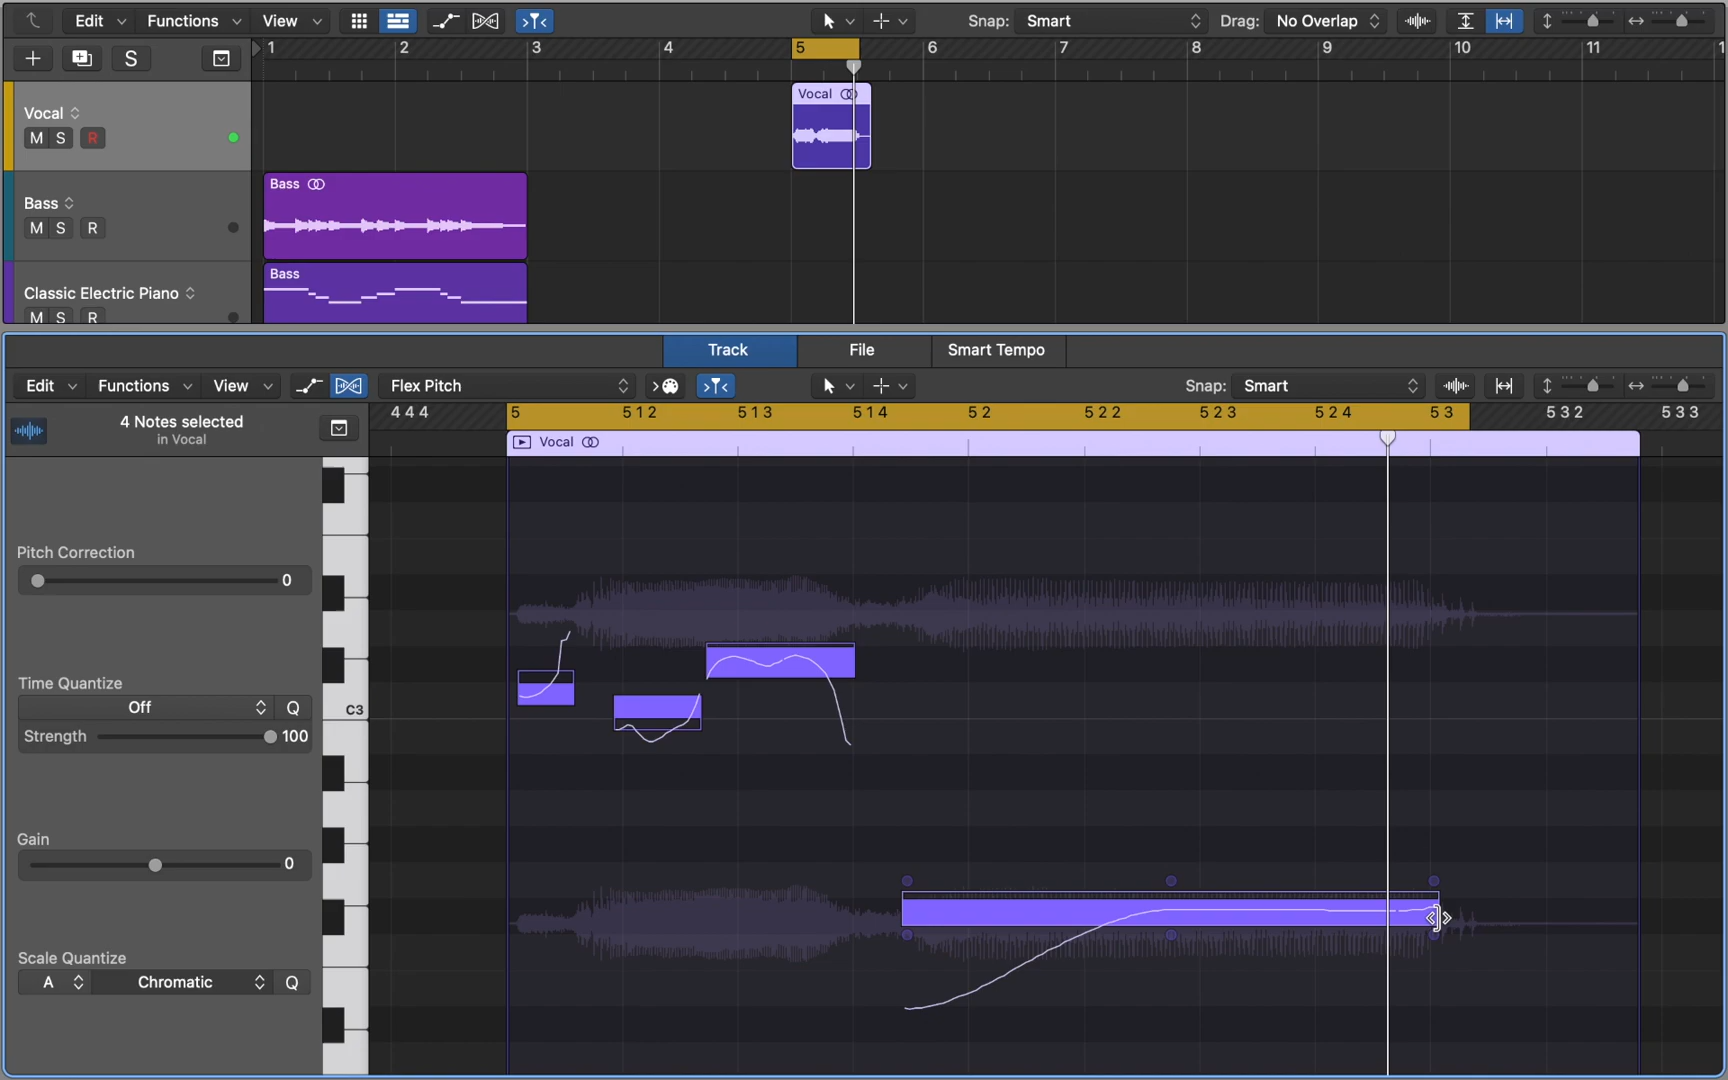 Edit Functions View Snap: Smart Drag: No Overlap
1 2 3 4 5 6 7 8 9 10 11 1
S
Vocal
M S R
Vocal
Bass
M S R
Bass
Classic Electric Piano
M S R
Bass
Track File Smart Tempo
Edit Functions View Flex Pitch Snap: Smart
4 Notes selected
in Vocal
4 4 4 5 5 1 2 5 1 3 5 1 4 5 2 5 2 2 5 2 3 5 2 4 5 3 5 3 2 5 3 3
Vocal
Pitch Correction
0
Time Quantize
Off Q
Strength 100
C3
Gain
0
Scale Quantize
A Chromatic Q